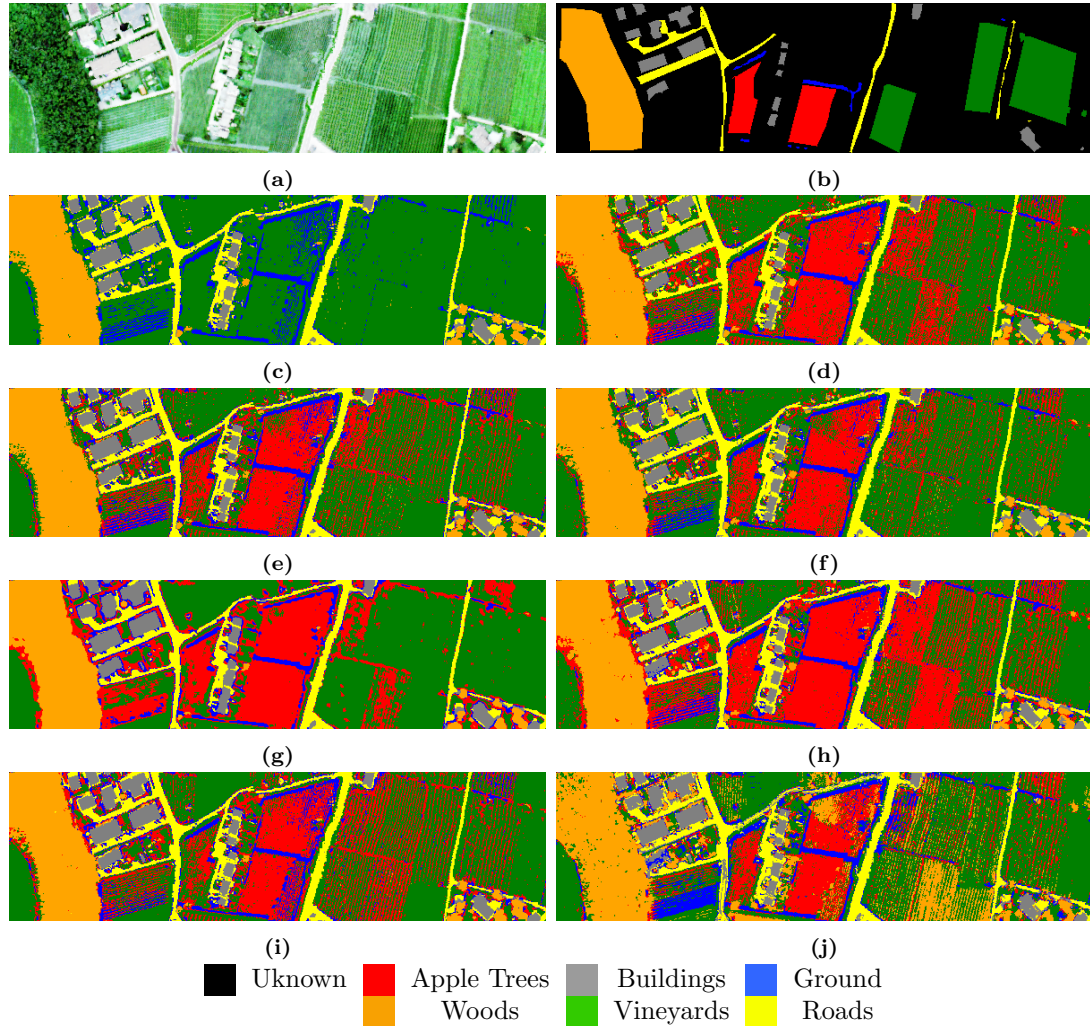 (a) (b)
(c) (d)
(e) (f)
(g) (h)
(i) (j)
Uknown Apple Trees Buildings Ground
Woods Vineyards Roads